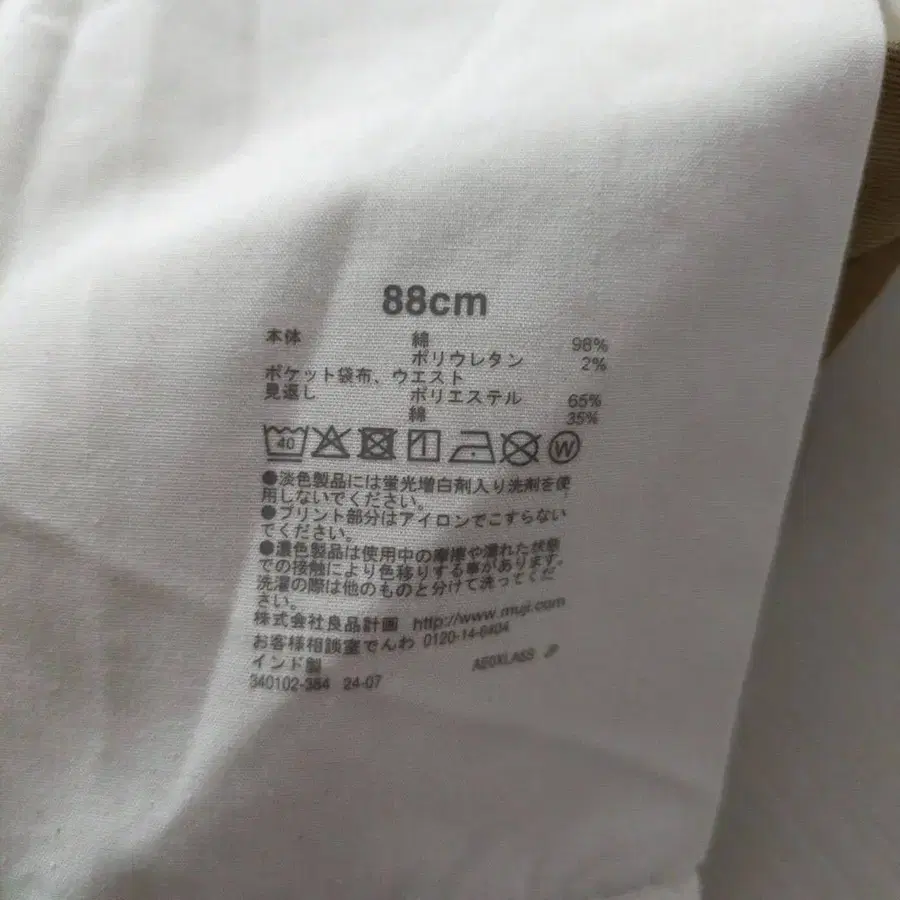 88cm
本体 綿 98%
ポリウレタン 2%
ポケット袋布、ウエスト
見返し ポリエステル 65%
綿 35%
40 W
●淡色製品には蛍光増白剤入り洗剤を使
用しないでください。
●プリント部分はアイロンでこすらない
でください。
●濃色製品は使用中の摩擦や濡れた状態
での接触により色移りする事があります。
洗濯の際は他のものと分けて洗ってくだ
さい。
株式会社良品計画 http://www.muji.com
お客様相談室でんわ 0120-14-6404
インド製 JP
340102-384 24-07